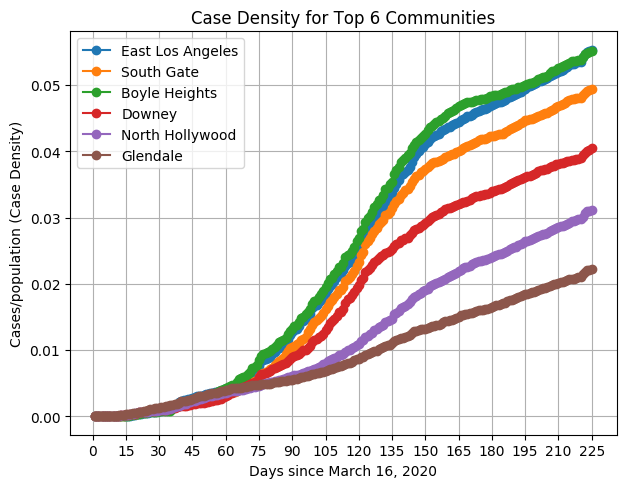 Case Density for Top 6 Communities
East Los Angeles
South Gate
Boyle Heights
Downey
North Hollywood
Glendale
Cases/population (Case Density)
0.05
0.04
0.03
0.02
0.01
0.00
0 15 30 45 60 75 90 105 120 135 150 165 180 195 210 225
Days since March 16, 2020